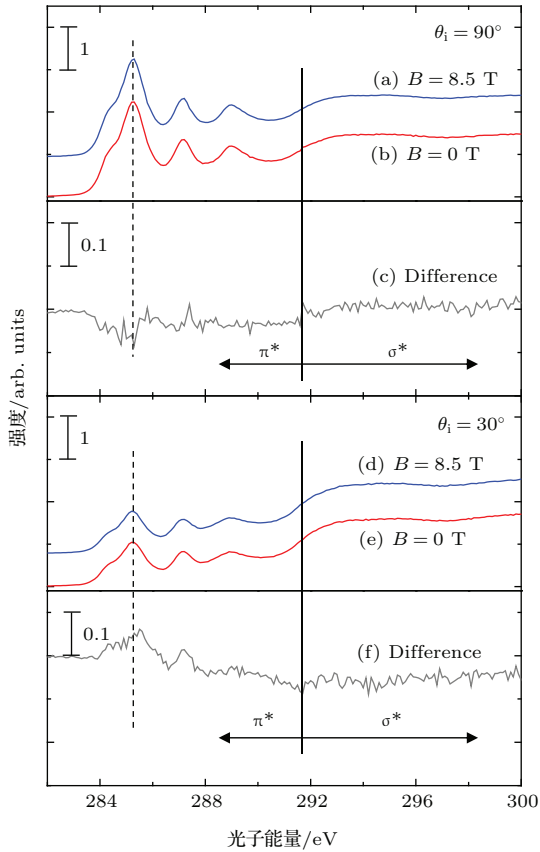 θi = 90°
1
(a) B = 8.5 T
(b) B = 0 T
0.1
(c) Difference
π* σ*
强度/arb. units
θi = 30°
1
(d) B = 8.5 T
(e) B = 0 T
0.1
(f) Difference
π* σ*
284 288 292 296 300
光子能量/eV